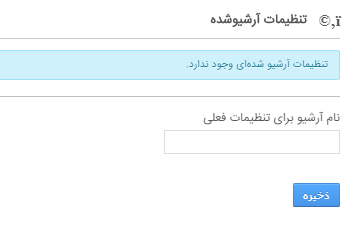 ï‚© تنظیمات آرشیوشده
تنظیمات آرشیو شده‌ای وجود ندارد.
نام آرشیو برای تنظیمات فعلی
ذخیره